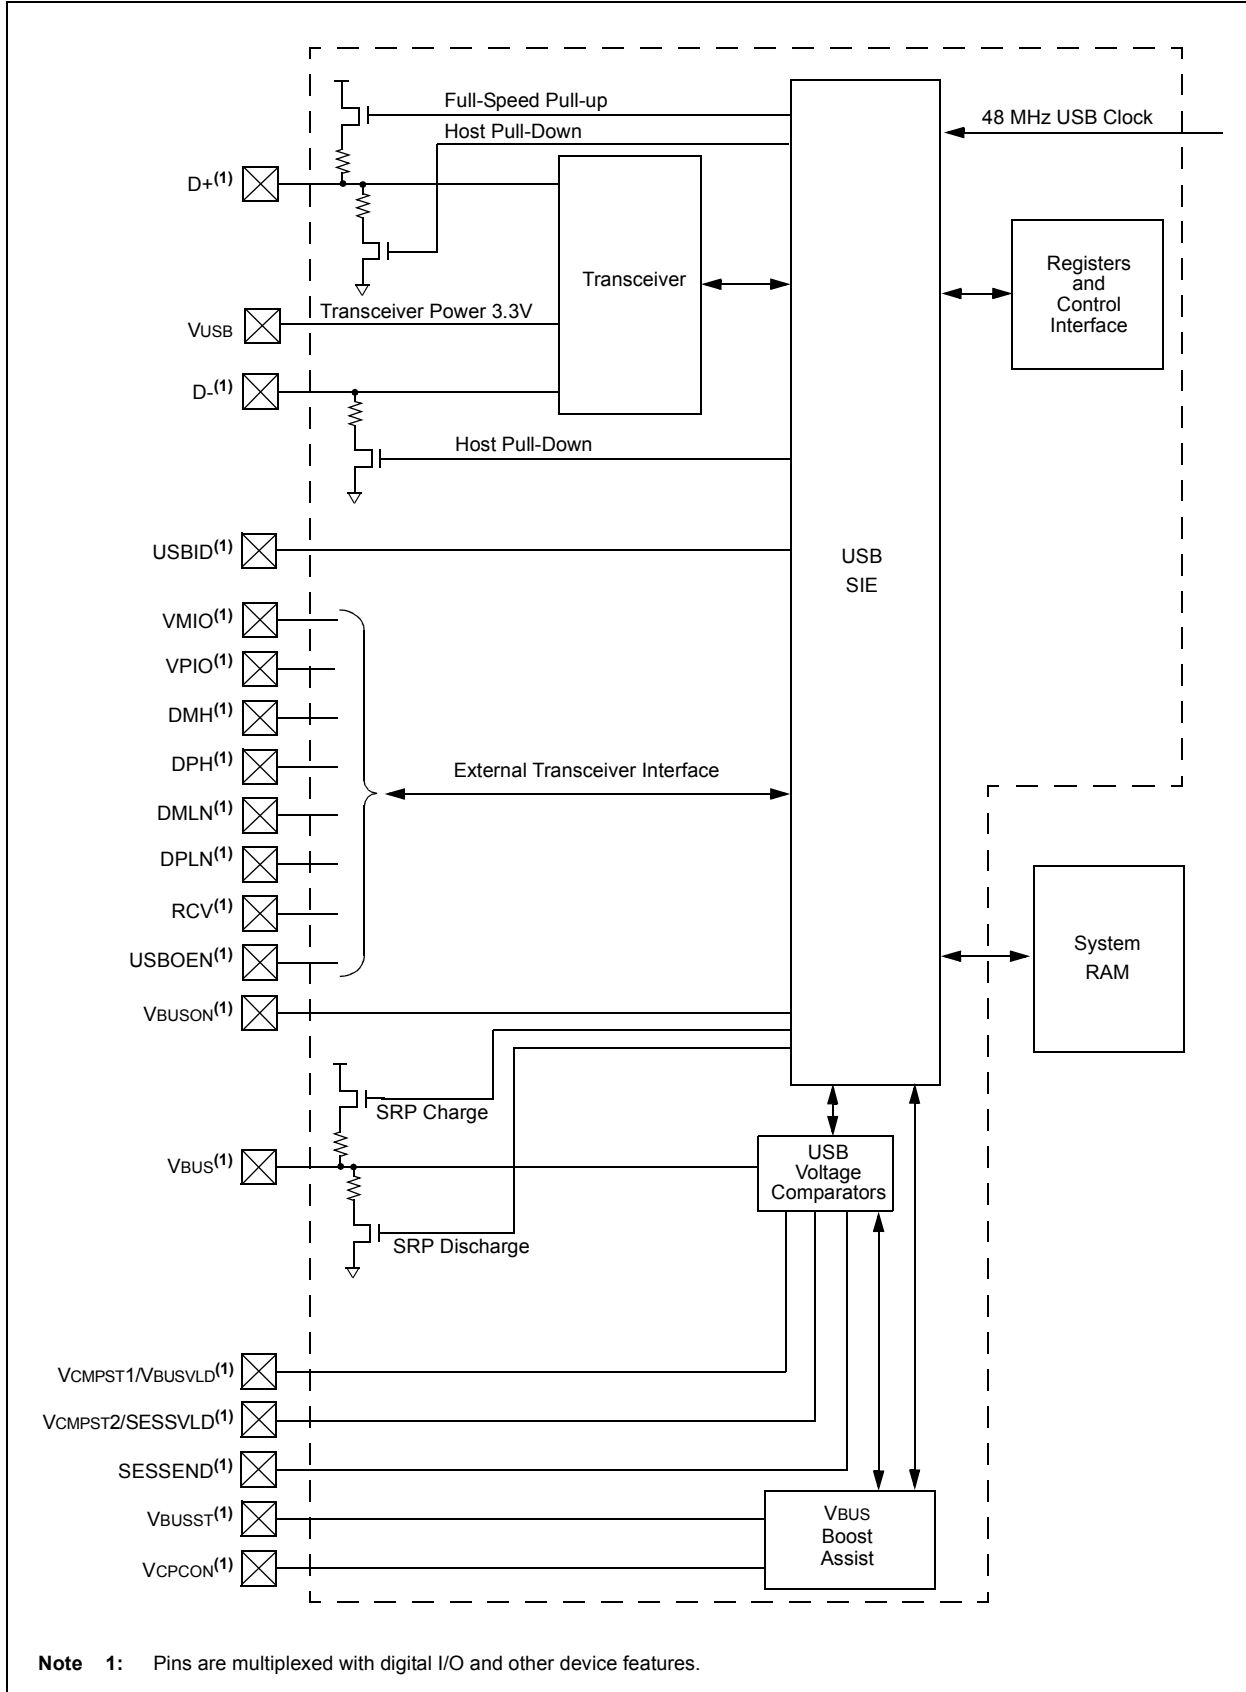 Full-Speed Pull-up
48 MHz USB Clock
Host Pull-Down
D+(1)
Registers
and
Control
Interface
Transceiver
Transceiver Power 3.3V
VUSB
D-(1)
Host Pull-Down
USBID(1)
USB
SIE
VMIO(1)
VPIO(1)
DMH(1)
DPH(1)
External Transceiver Interface
DMLN(1)
DPLN(1)
RCV(1)
USBOEN(1)
System
RAM
VBUSON(1)
SRP Charge
VBUS(1)
USB
Voltage
Comparators
SRP Discharge
VCMPST1/VBUSVLD(1)
VCMPST2/SESSVLD(1)
SESSEND(1)
VBUSST(1)
VBUS
Boost
Assist
VCPCON(1)
Note 1: Pins are multiplexed with digital I/O and other device features.